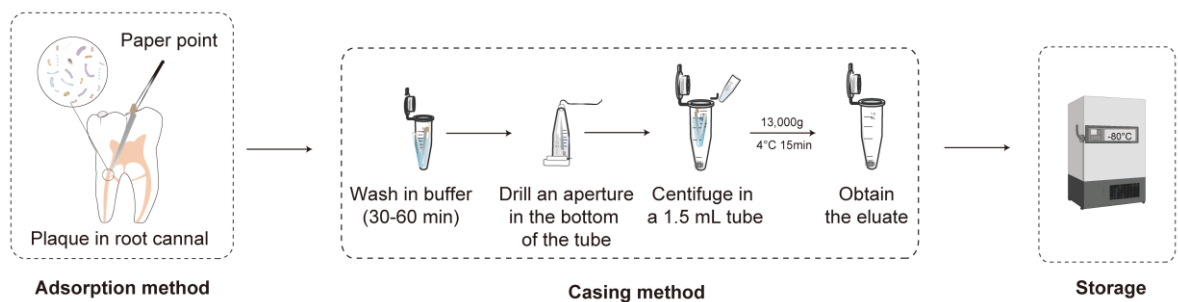 Paper point
Plaque in root cannal
Adsorption method
Wash in buffer
(30-60 min)
Drill an aperture
in the bottom
of the tube
Centifuge in
a 1.5 mL tube
13,000g
4°C 15min
Obtain
the eluate
Casing method
-80°C
Storage